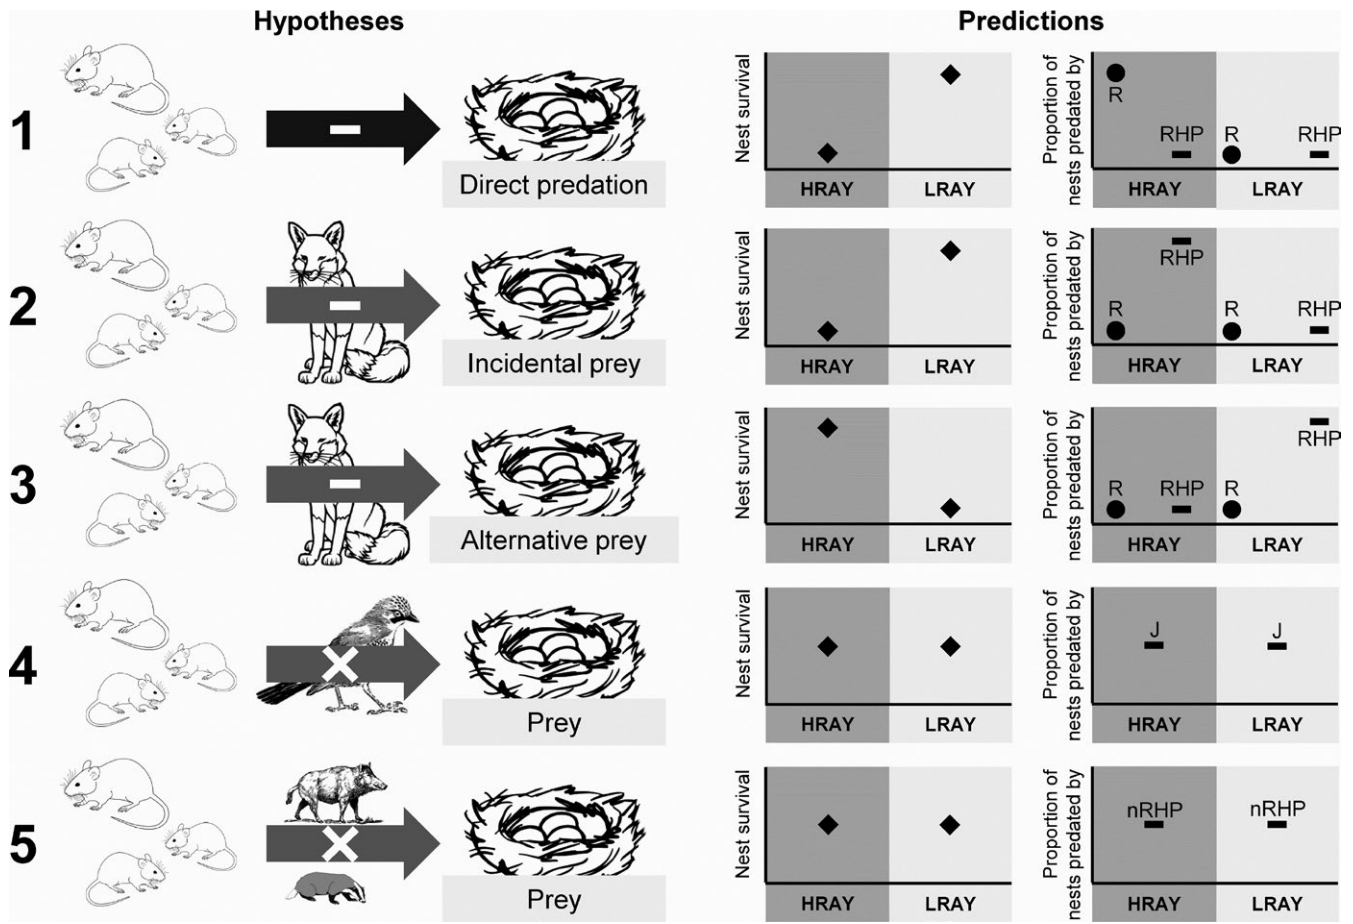 Hypotheses
Predictions
1
Direct predation
Nest survival
HRAY
LRAY
Proportion of
nests predated by
R
RHP
R
RHP
HRAY
LRAY
2
Incidental prey
Nest survival
HRAY
LRAY
Proportion of
nests predated by
R
RHP
R
RHP
HRAY
LRAY
3
Alternative prey
Nest survival
HRAY
LRAY
Proportion of
nests predated by
R
RHP
R
RHP
HRAY
LRAY
4
Prey
Nest survival
HRAY
LRAY
Proportion of
nests predated by
J
J
HRAY
LRAY
5
Prey
Nest survival
HRAY
LRAY
Proportion of
nests predated by
nRHP
nRHP
HRAY
LRAY